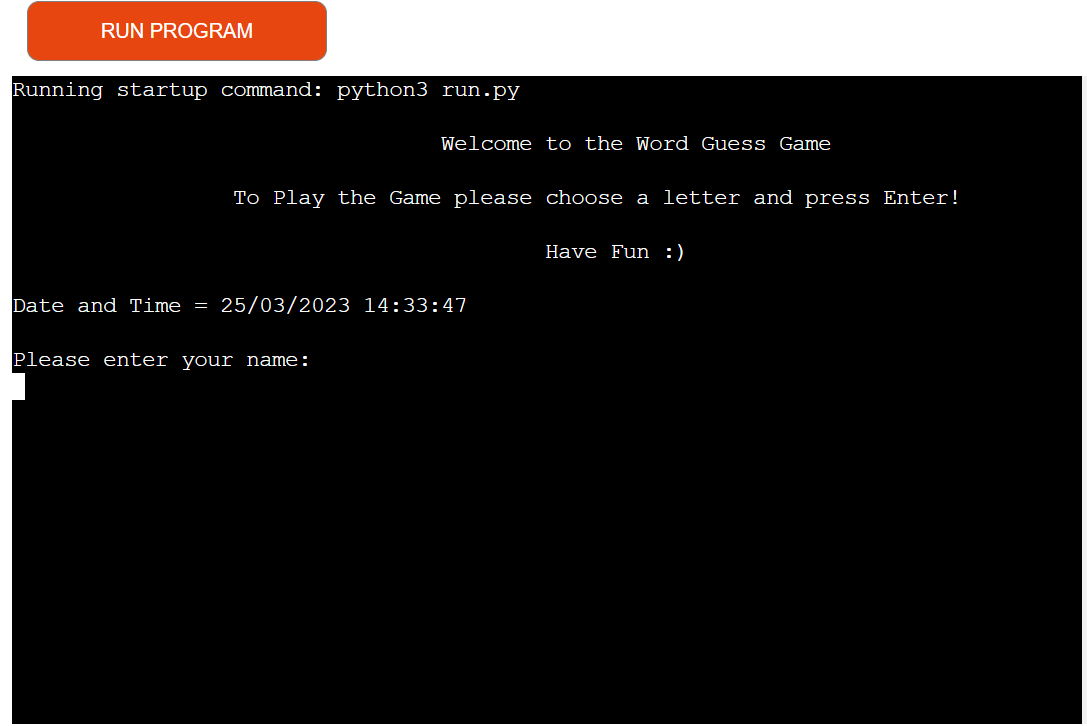 RUN PROGRAM
Running startup command: python3 run.py
Welcome to the Word Guess Game
To Play the Game please choose a letter and press Enter!
Have Fun :)
Date and Time = 25/03/2023 14:33:47
Please enter your name: